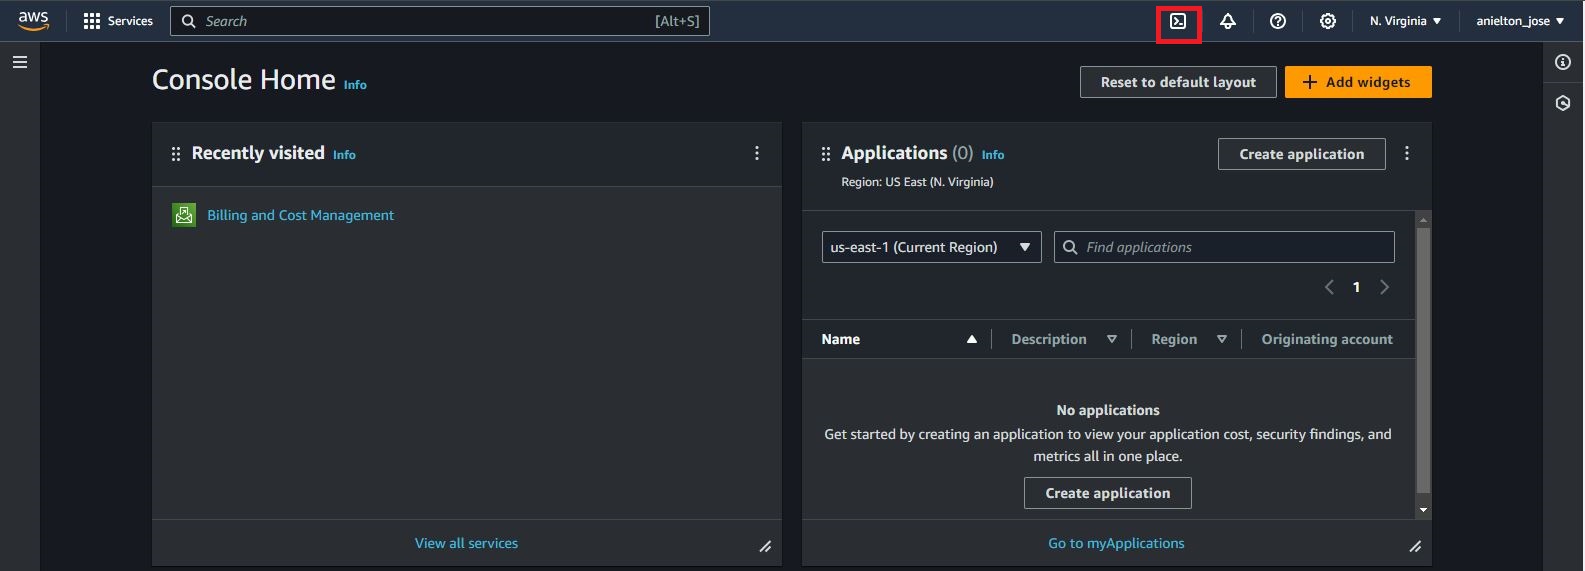 aws Services Search [Alt+S] N. Virginia anielton_jose
Console Home Info Reset to default layout Add widgets
Recently visited Info
Billing and Cost Management
View all services
Applications (0) Info Create application
Region: US East (N. Virginia)
us-east-1 (Current Region) Find applications
1
Name Description Region Originating account
No applications
Get started by creating an application to view your application cost, security findings, and
metrics all in one place.
Create application
Go to myApplications